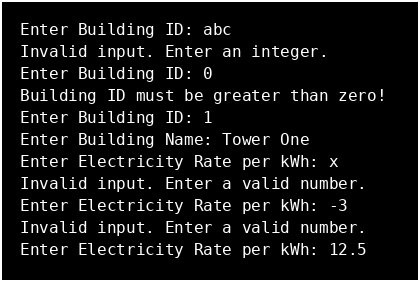 Enter Building ID: abc
Invalid input. Enter an integer.
Enter Building ID: 0
Building ID must be greater than zero!
Enter Building ID: 1
Enter Building Name: Tower One
Enter Electricity Rate per kWh: x
Invalid input. Enter a valid number.
Enter Electricity Rate per kWh: -3
Invalid input. Enter a valid number.
Enter Electricity Rate per kWh: 12.5